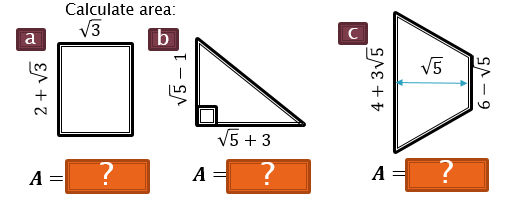 Calculate area:
a
√3
2 + √3
A = ?
b
√5 − 1
√5 + 3
A = ?
c
4 + 3√5
√5
6 − √5
A = ?